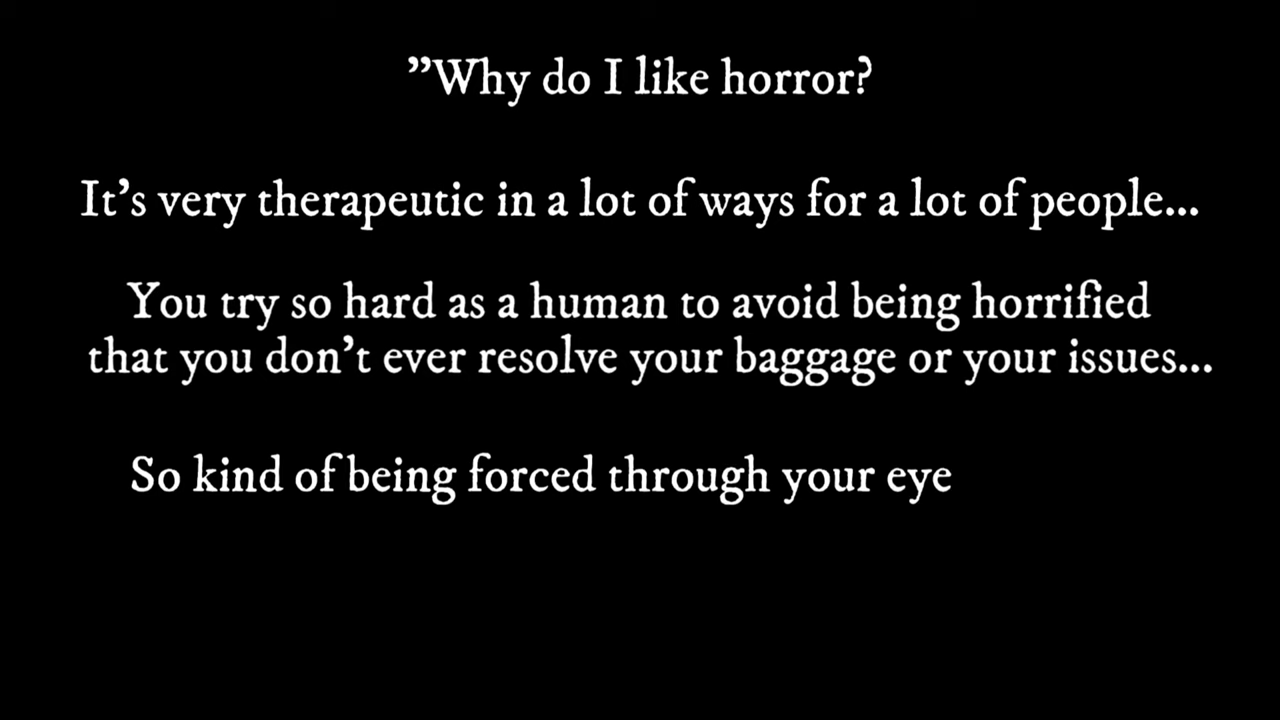 ”Why do I like horror?
It’s very therapeutic in a lot of ways for a lot of people...
You try so hard as a human to avoid being horrified
that you don’t ever resolve your baggage or your issues...
So kind of being forced through your eye